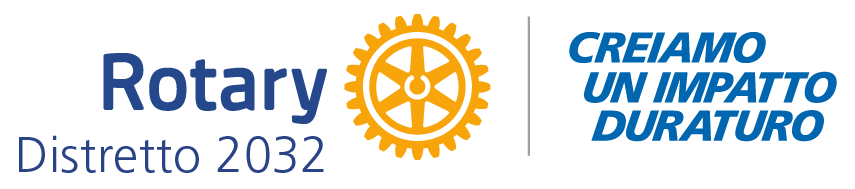 Rotary
Distretto 2032
CREIAMO
UN IMPATTO
DURATURO